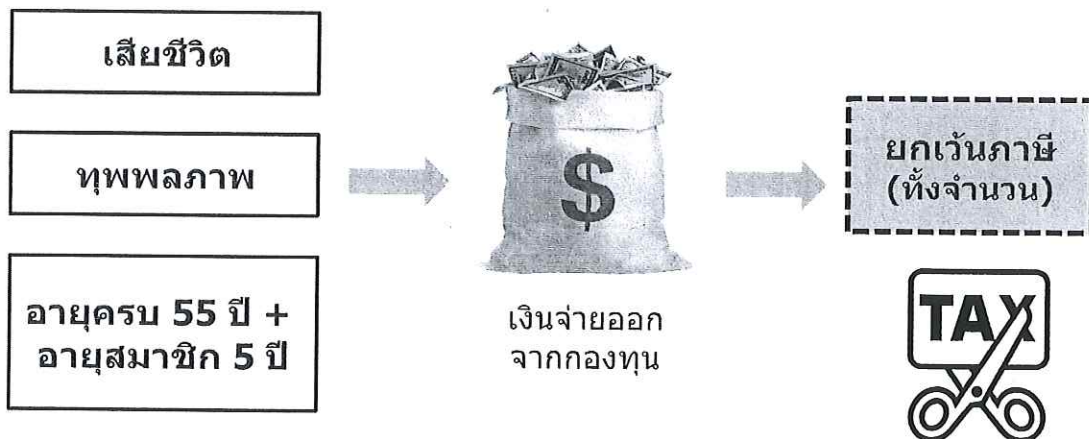 เสียชีวิต
ทุพพลภาพ
อายุครบ 55 ปี +
อายุสมาชิก 5 ปี
$
เงินจ่ายออก
จากกองทุน
ยกเว้นภาษี
(ทั้งจำนวน)
TAX